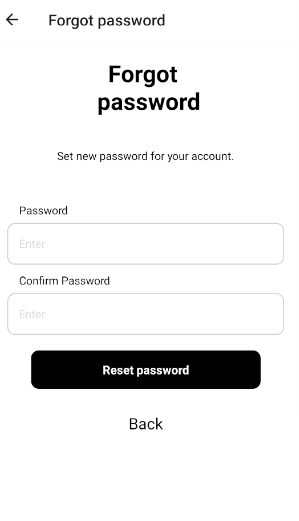 Forgot password
Forgot
password
Set new password for your account.
Password
Enter
Confirm Password
Enter
Reset password
Back